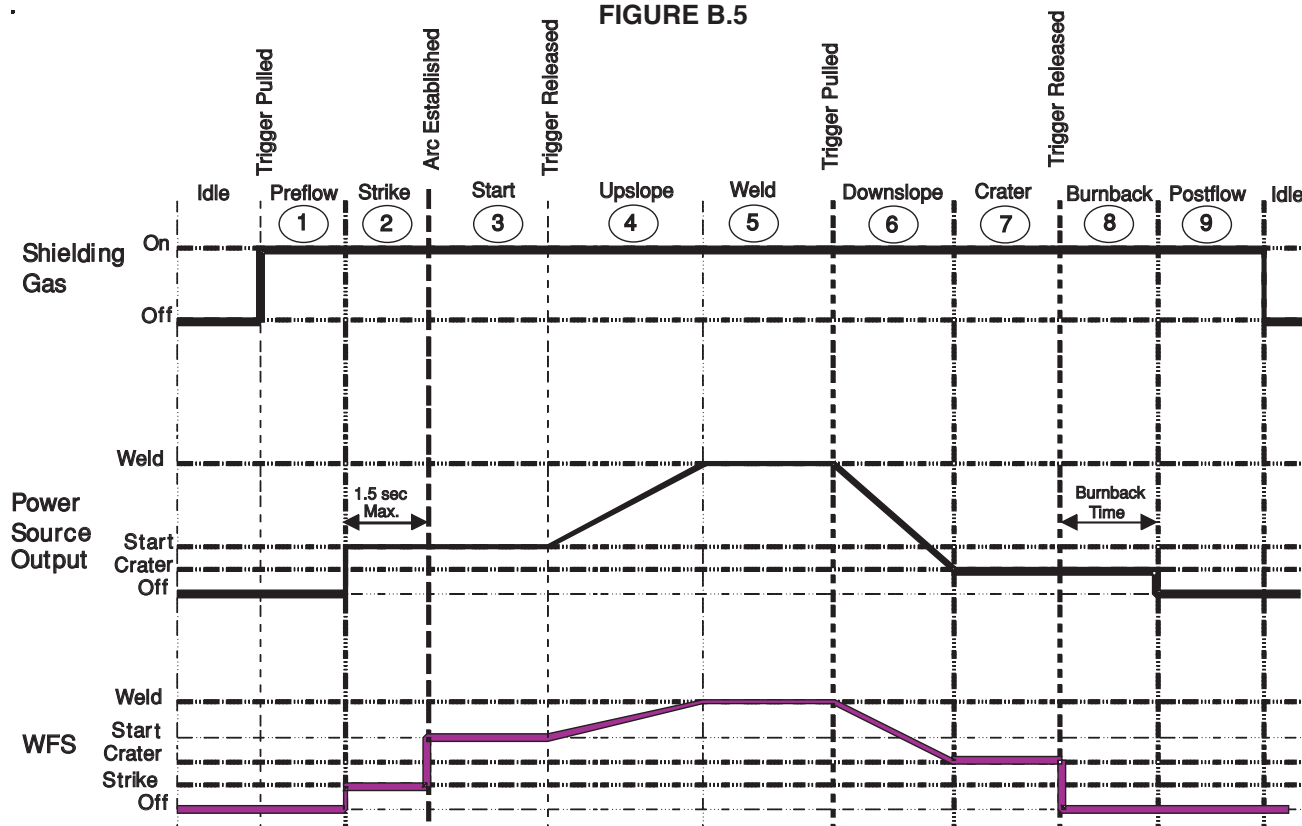 FIGURE B.5
Trigger Pulled
Arc Established
Trigger Released
Trigger Pulled
Trigger Released
Idle
Preflow
Strike
Start
Upslope
Weld
Downslope
Crater
Burnback
Postflow
Idle
1
2
3
4
5
6
7
8
9
Shielding
Gas
On
Off
Power
Source
Output
Weld
Start
Crater
Off
1.5 sec
Max.
Burnback
Time
WFS
Weld
Start
Crater
Strike
Off